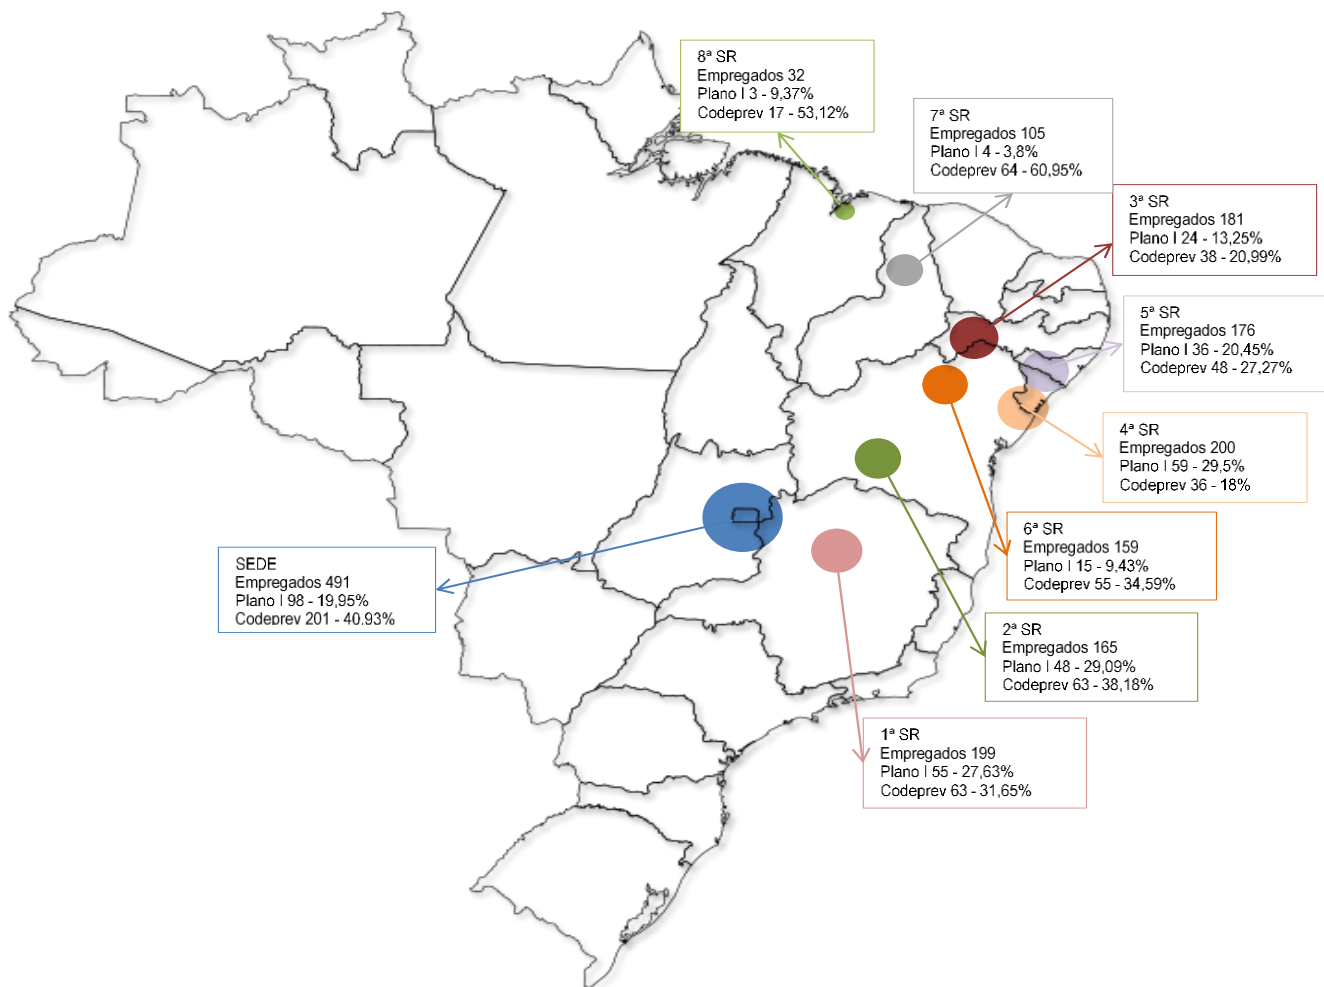 8ª SR
Empregados 32
Plano I 3 - 9,37%
Codeprev 17 - 53,12%
7ª SR
Empregados 105
Plano I 4 - 3,8%
Codeprev 64 - 60,95%
3ª SR
Empregados 181
Plano I 24 - 13,25%
Codeprev 38 - 20,99%
5ª SR
Empregados 176
Plano I 36 - 20,45%
Codeprev 48 - 27,27%
4ª SR
Empregados 200
Plano I 59 - 29,5%
Codeprev 36 - 18%
6ª SR
Empregados 159
Plano I 15 - 9,43%
Codeprev 55 - 34,59%
SEDE
Empregados 491
Plano I 98 - 19,95%
Codeprev 201 - 40,93%
2ª SR
Empregados 165
Plano I 48 - 29,09%
Codeprev 63 - 38,18%
1ª SR
Empregados 199
Plano I 55 - 27,63%
Codeprev 63 - 31,65%